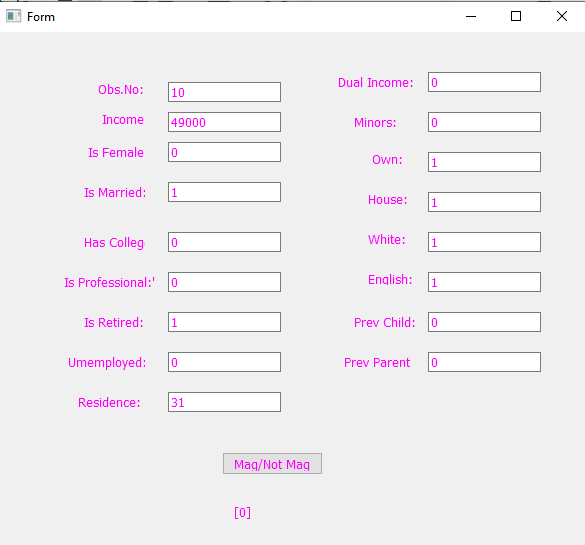 Form
Obs.No: 10
Income 49000
Is Female 0
Is Married: 1
Has Colleg 0
Is Professional:' 0
Is Retired: 1
Umemployed: 0
Residence: 31
Dual Income: 0
Minors: 0
Own: 1
House: 1
White: 1
English: 1
Prev Child: 0
Prev Parent 0
Mag/Not Mag
[0]